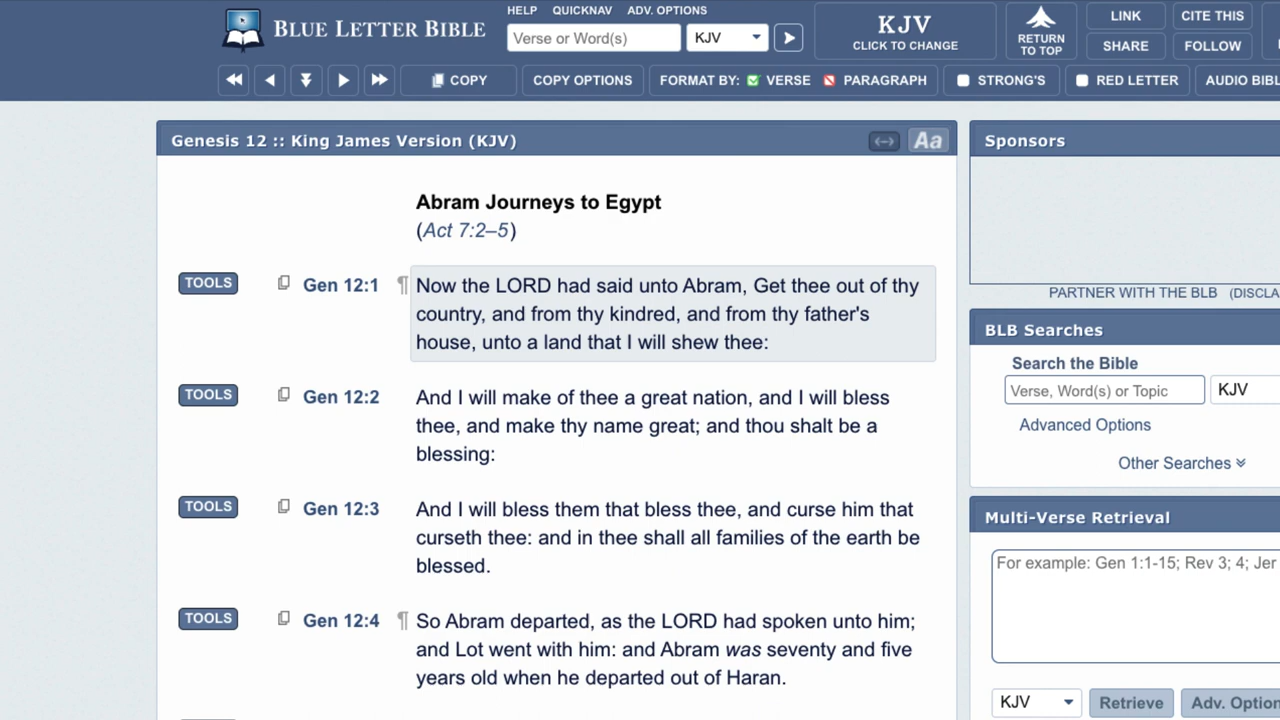 BLUE LETTER BIBLE
HELP QUICKNAV ADV. OPTIONS
Verse or Word(s) KJV
KJV
CLICK TO CHANGE
RETURN
TO TOP
LINK CITE THIS
SHARE FOLLOW
COPY COPY OPTIONS FORMAT BY: VERSE PARAGRAPH STRONG'S RED LETTER AUDIO BIBL
Genesis 12 :: King James Version (KJV) Aa
Abram Journeys to Egypt
(Act 7:2–5)
TOOLS Gen 12:1 ¶ Now the LORD had said unto Abram, Get thee out of thy
country, and from thy kindred, and from thy father's
house, unto a land that I will shew thee:
TOOLS Gen 12:2 And I will make of thee a great nation, and I will bless
thee, and make thy name great; and thou shalt be a
blessing:
TOOLS Gen 12:3 And I will bless them that bless thee, and curse him that
curseth thee: and in thee shall all families of the earth be
blessed.
TOOLS Gen 12:4 ¶ So Abram departed, as the LORD had spoken unto him;
and Lot went with him: and Abram was seventy and five
years old when he departed out of Haran.
Sponsors
PARTNER WITH THE BLB (DISCLA
BLB Searches
Search the Bible
Verse, Word(s) or Topic KJV
Advanced Options
Other Searches
Multi-Verse Retrieval
For example: Gen 1:1-15; Rev 3; 4; Jer
KJV Retrieve Adv. Option